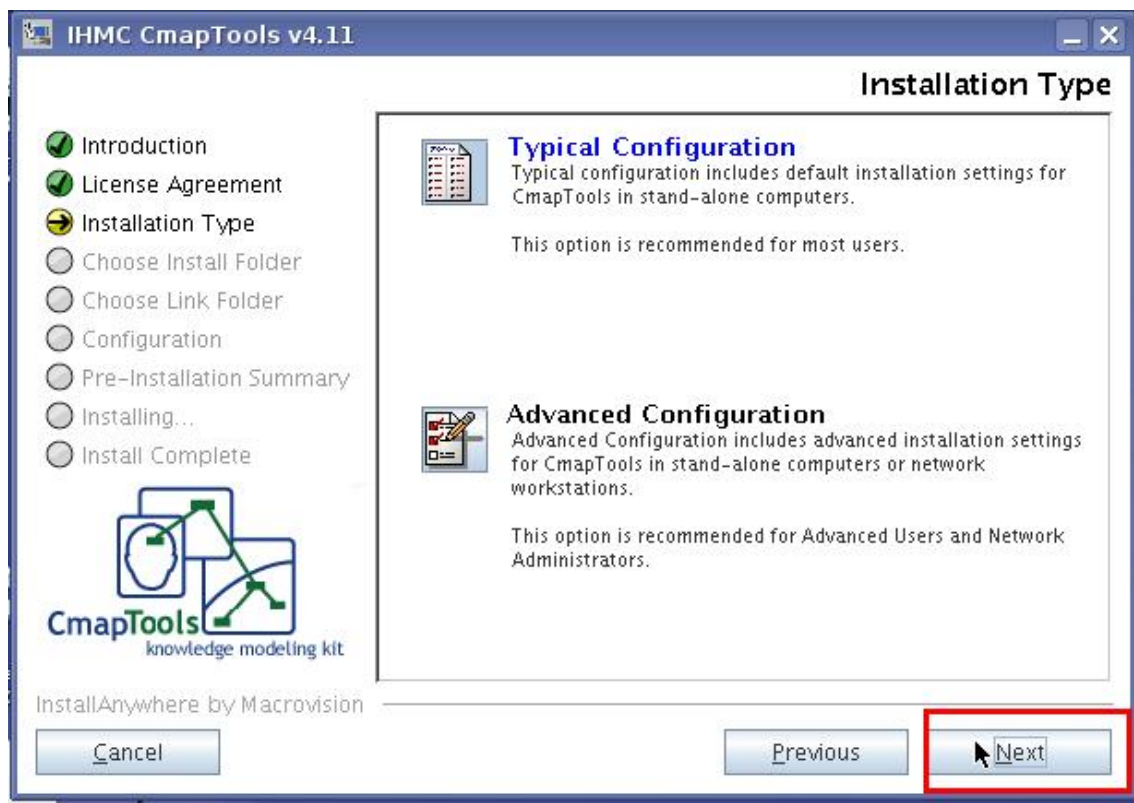 IHMC CmapTools v4.11
Installation Type
Introduction
License Agreement
Installation Type
Choose Install Folder
Choose Link Folder
Configuration
Pre-Installation Summary
Installing...
Install Complete
CmapTools
knowledge modeling kit
Typical Configuration
Typical configuration includes default installation settings for
CmapTools in stand-alone computers.
This option is recommended for most users.
Advanced Configuration
Advanced Configuration includes advanced installation settings
for CmapTools in stand-alone computers or network
workstations.
This option is recommended for Advanced Users and Network
Administrators.
InstallAnywhere by Macrovision
Cancel
Previous
Next